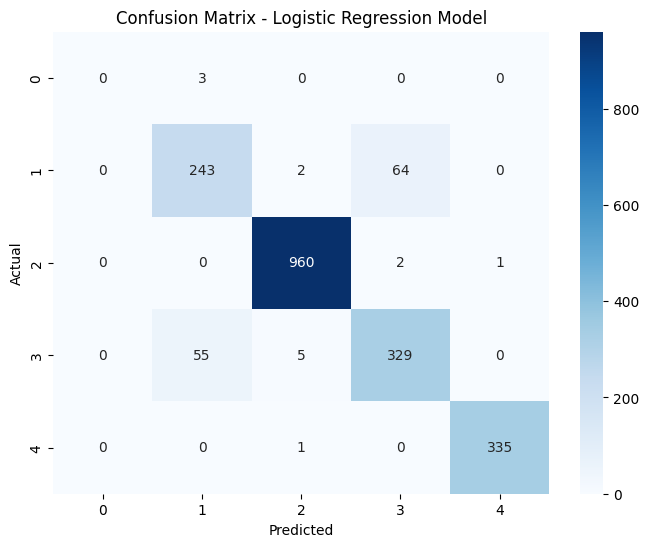 Confusion Matrix - Logistic Regression Model
0 0 3 0 0 0
1 0 243 2 64 0
2 0 0 960 2 1
3 0 55 5 329 0
4 0 0 1 0 335
0 1 2 3 4
Actual
Predicted
800
600
400
200
0